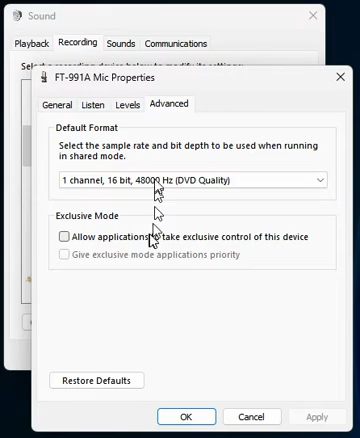 Sound
Playback Recording Sounds Communications
FT-991A Mic Properties
General Listen Levels Advanced
Default Format
Select the sample rate and bit depth to be used when running
in shared mode.
1 channel, 16 bit, 48000 Hz (DVD Quality)
Exclusive Mode
Allow applications to take exclusive control of this device
Give exclusive mode applications priority
Restore Defaults
OK Cancel Apply